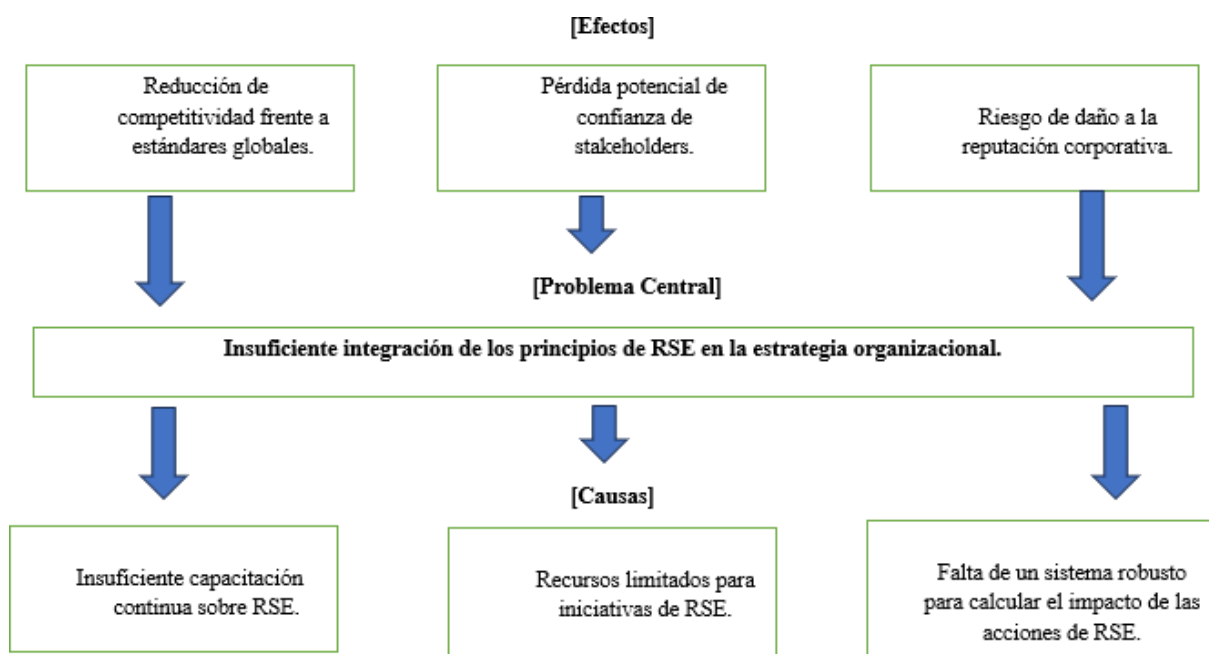 [Efectos]
Reducción de
competitividad frente a
estándares globales.
Pérdida potencial de
confianza de
stakeholders.
Riesgo de daño a la
reputación corporativa.
[Problema Central]
Insuficiente integración de los principios de RSE en la estrategia organizacional.
[Causas]
Insuficiente capacitación
continua sobre RSE.
Recursos limitados para
iniciativas de RSE.
Falta de un sistema robusto
para calcular el impacto de las
acciones de RSE.